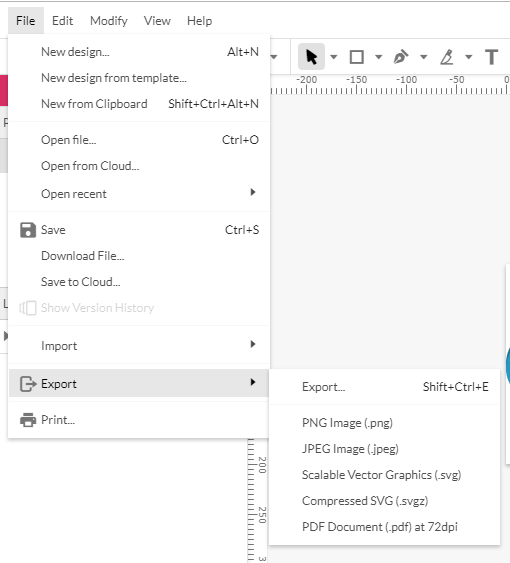 File Edit Modify View Help
New design... Alt+N
New design from template...
New from Clipboard Shift+Ctrl+Alt+N
Open file... Ctrl+O
Open from Cloud...
Open recent
Save Ctrl+S
Download File...
Save to Cloud...
Show Version History
Import
Export
Print...
Export... Shift+Ctrl+E
PNG Image (.png)
JPEG Image (.jpeg)
Scalable Vector Graphics (.svg)
Compressed SVG (.svgz)
PDF Document (.pdf) at 72dpi
-200 -150 -100 -50 0
200
250